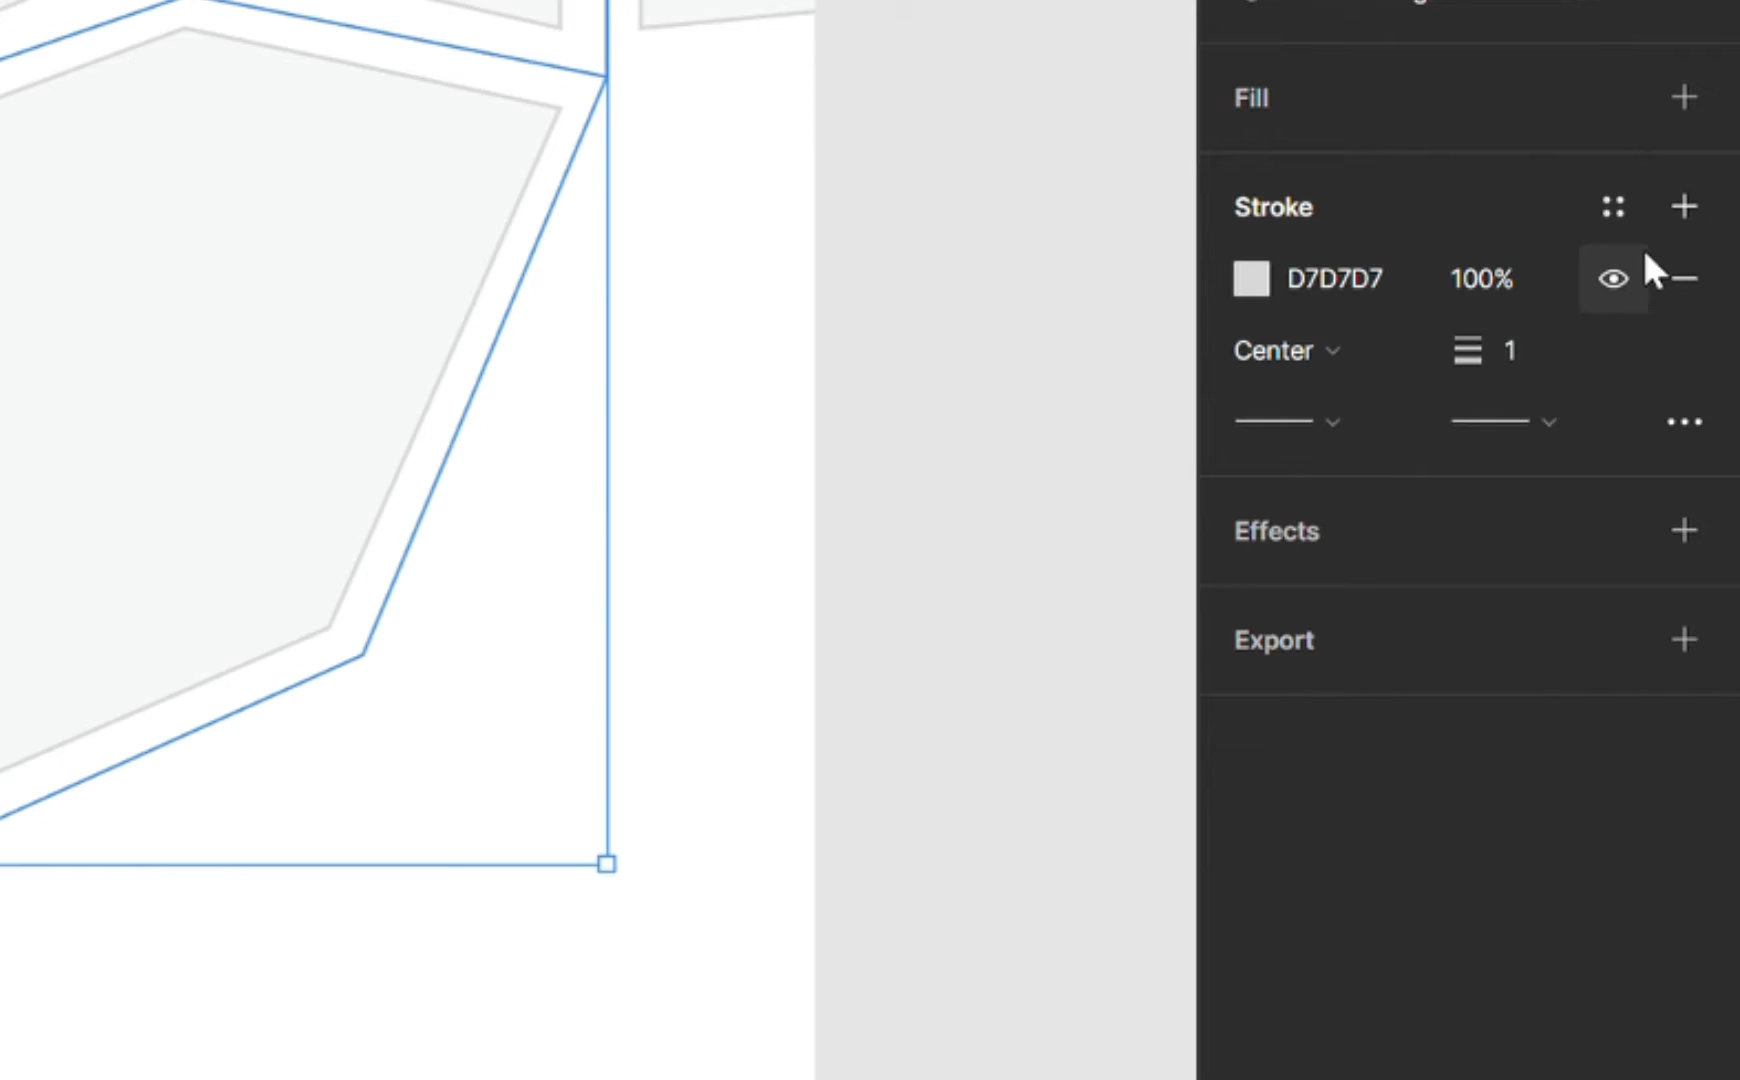 Fill
Stroke
D7D7D7 100%
Center 1
Effects
Export